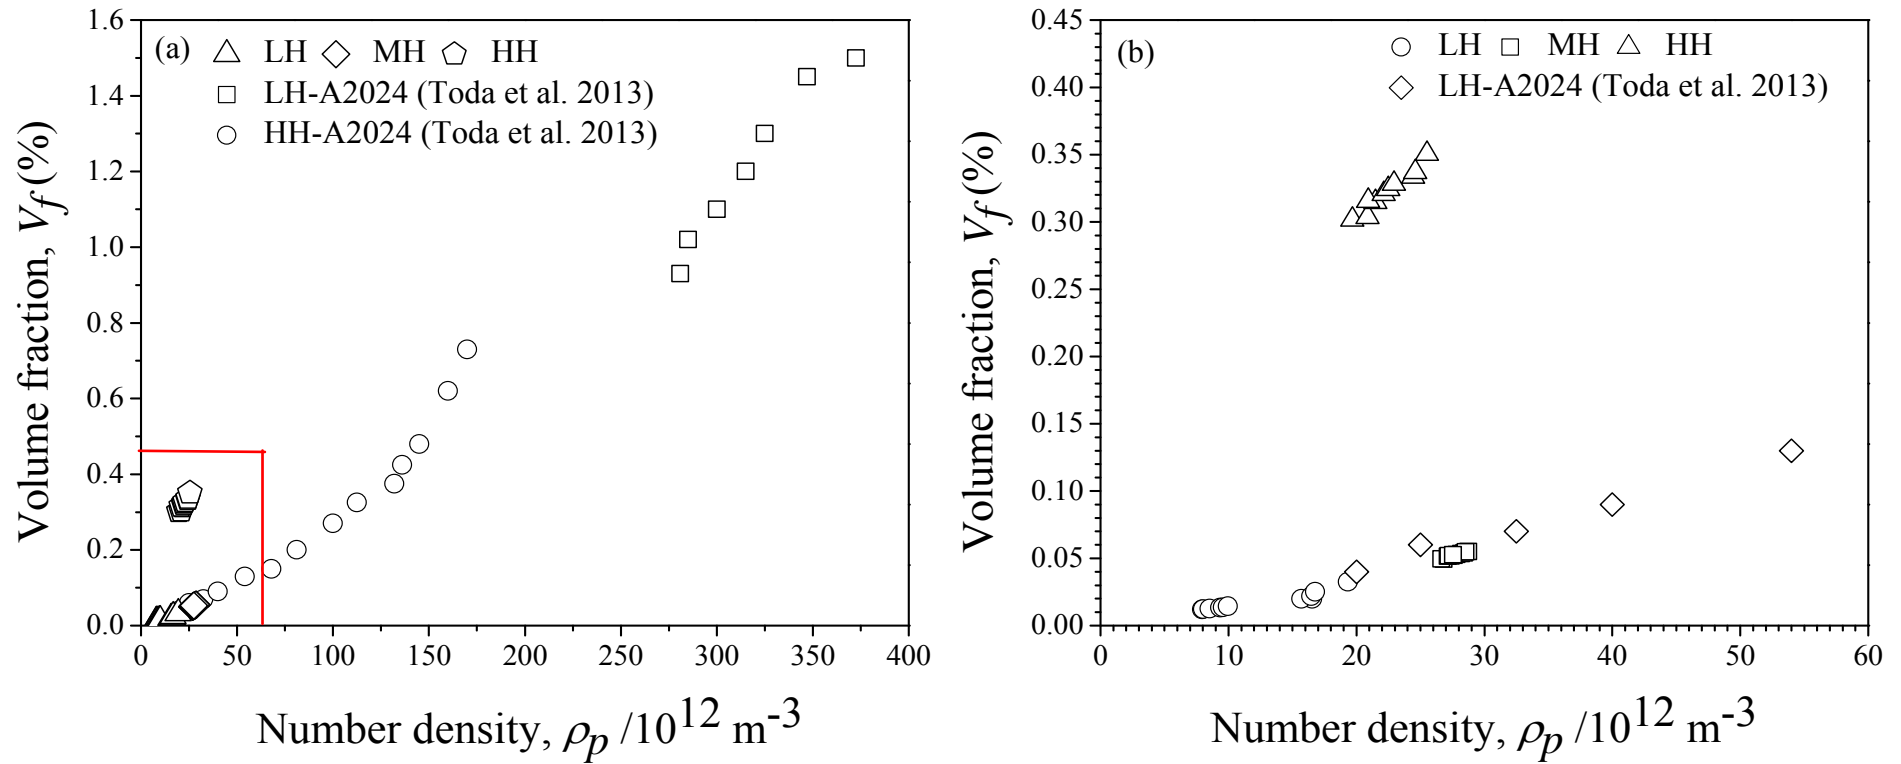 (a) LH MH HH
LH-A2024 (Toda et al. 2013)
HH-A2024 (Toda et al. 2013)
Volume fraction, Vf (%)
1.6
1.4
1.2
1.0
0.8
0.6
0.4
0.2
0.0
0 50 100 150 200 250 300 350 400
Number density, ρp /10^12 m^-3
(b) LH MH HH
LH-A2024 (Toda et al. 2013)
Volume fraction, Vf (%)
0.45
0.40
0.35
0.30
0.25
0.20
0.15
0.10
0.05
0.00
0 10 20 30 40 50 60
Number density, ρp /10^12 m^-3